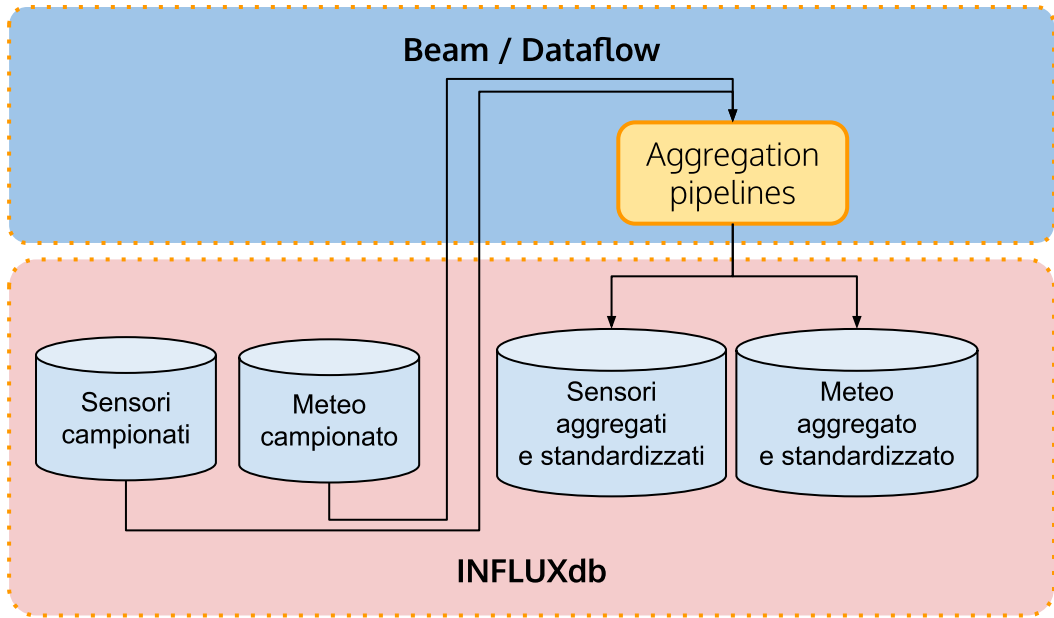 Beam / Dataflow
Aggregation
pipelines
Sensori
campionati
Meteo
campionato
Sensori
aggregati
e standardizzati
Meteo
aggregato
e standardizzato
INFLUXdb